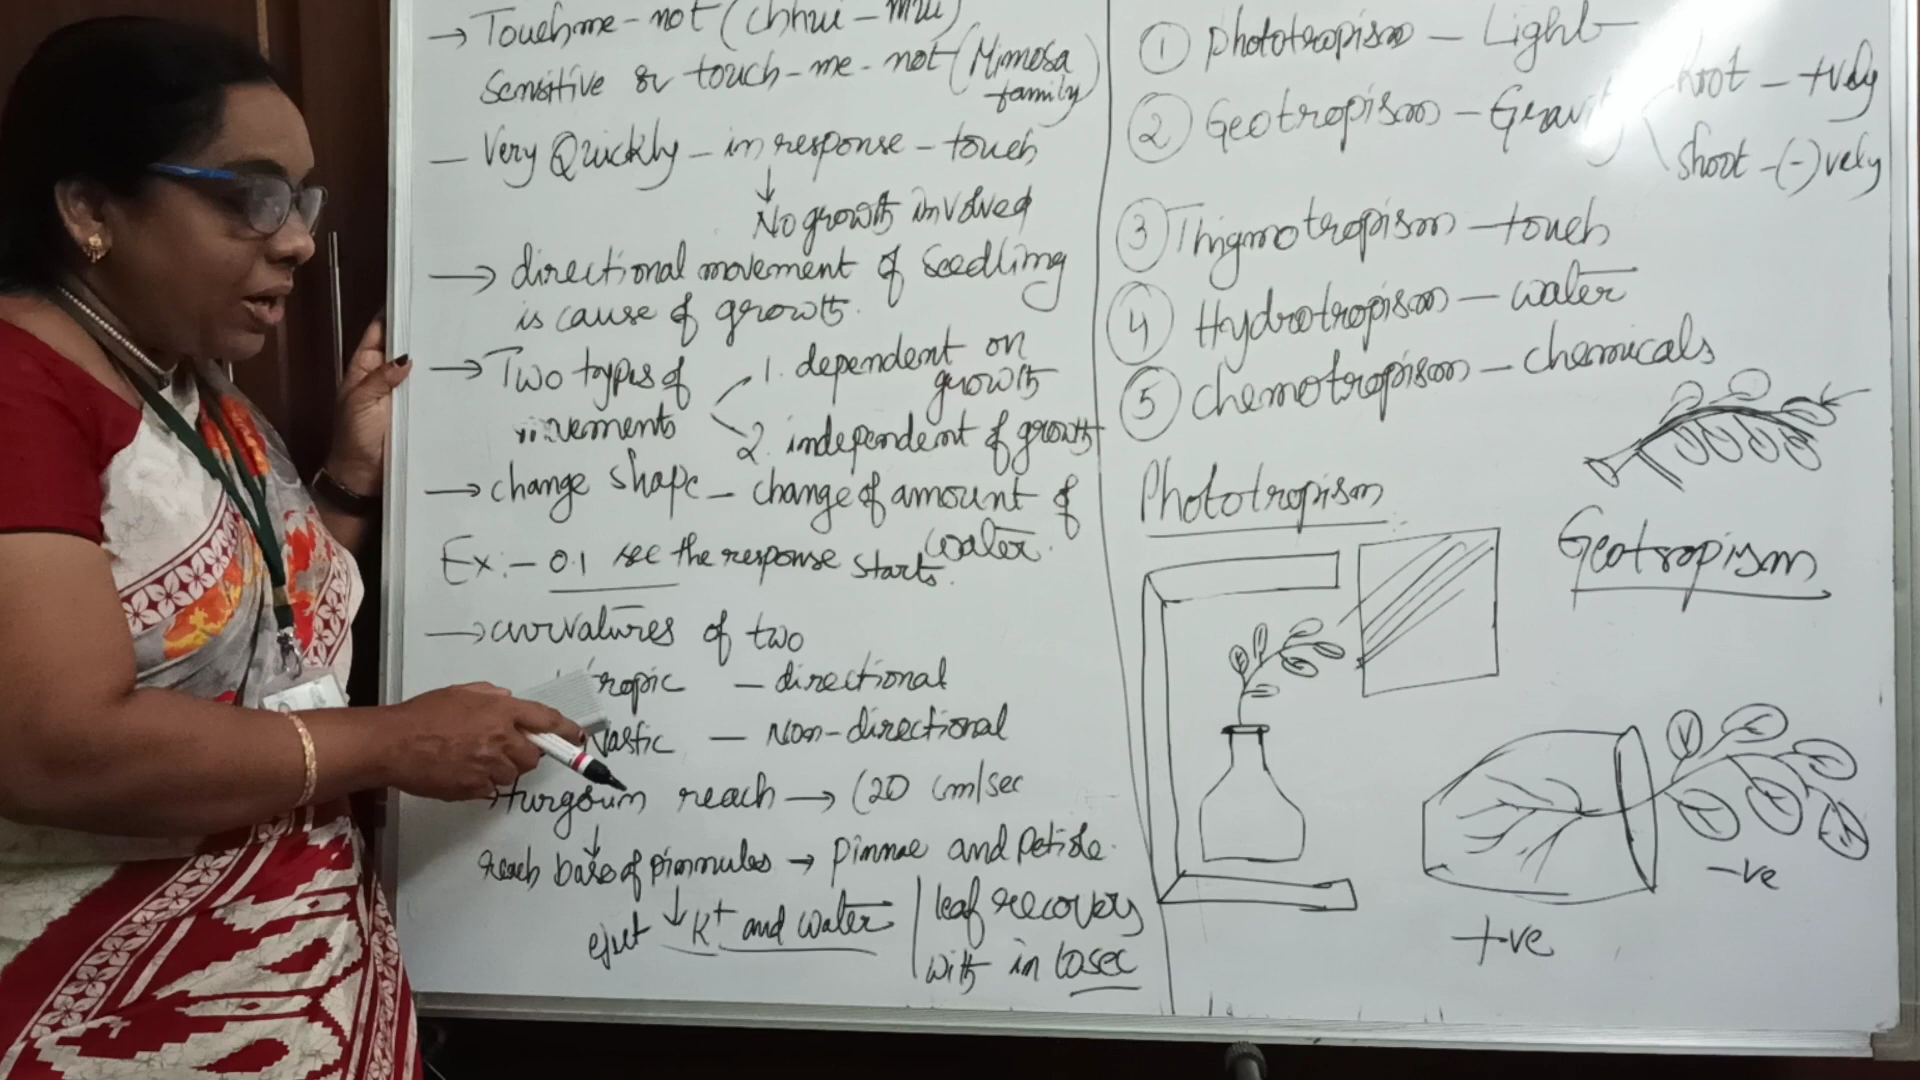 → Touch me - not (chhui - mui)
Sensitive or touch - me - not (Mimosa family)
— Very Quickly — in response — touch
↓
No growth involved
→ directional movement of Seedling
is cause of growth.
→ Two types of movements
1. dependent on growth
2. independent of growth
→ change shape — change of amount of water.
Ex:- 0.1 sec the response starts.
→ curvatures of two
ropic — directional
Nastic — Non-directional
→ turgorum reach → (20 cm/sec
↓
reach base of pinnules → Pinnae and Petiole.
eject ↓ K+ and water
leaf recovery
with in 10sec
① Phototropism — Light
② Geotropism — Gravity
Root — +vely
Shoot — (-)vely
③ Thigmotropism — touch
④ Hydrotropism — water
⑤ Chemotropism — chemicals
Phototropism
Geotropism
-ve
+ve